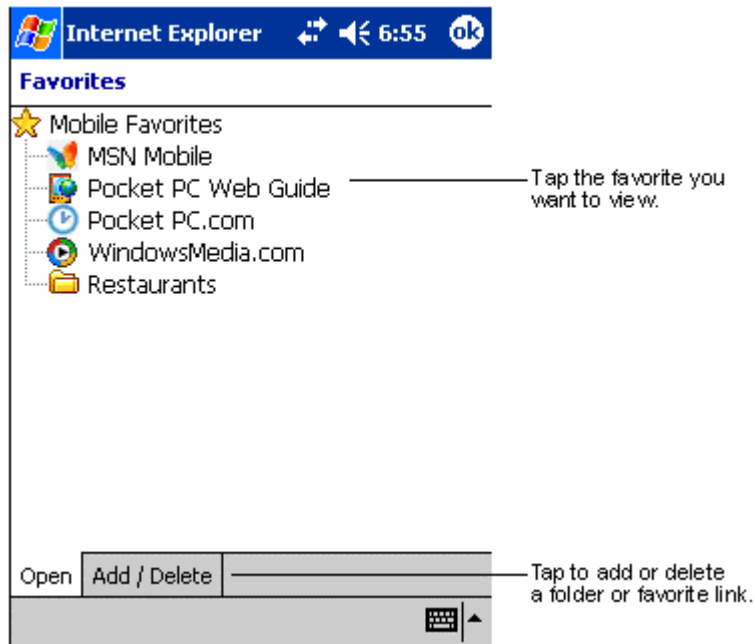 Internet Explorer 6:55 ok
Favorites
Mobile Favorites
MSN Mobile
Pocket PC Web Guide
Pocket PC.com
WindowsMedia.com
Restaurants
Tap the favorite you
want to view.
Open Add / Delete
Tap to add or delete
a folder or favorite link.